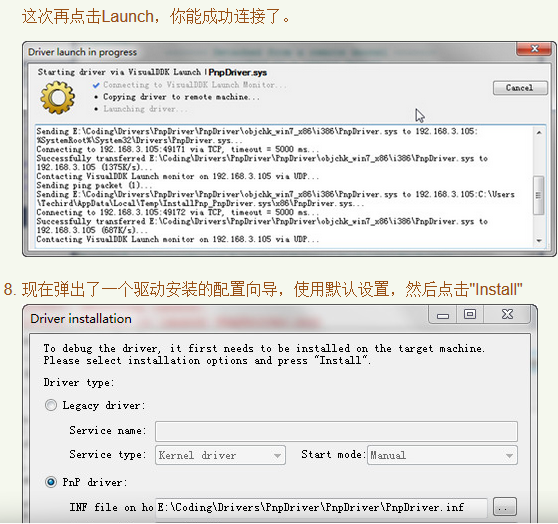 这次再点击Launch，你能成功连接了。
Driver launch in progress
Starting driver via VisualDDK Launch | PnpDriver.sys
Connecting to VisualDDK Launch Monitor...
Copying driver to remote machine...
Launching driver...
Cancel
Sending E:\Coding\Drivers\PnpDriver\PnpDriver\objchk_win7_x86\i386\PnpDriver.sys to 192.168.3.105:
%SystemRoot%\System32\Drivers\PnpDriver.sys...
Connecting to 192.168.3.105:49171 via TCP, timeout = 5000 ms...
Successfully transferred E:\Coding\Drivers\PnpDriver\PnpDriver\objchk_win7_x86\i386\PnpDriver.sys to
192.168.3.105 (1375K/s)...
Contacting VisualDDK Launch monitor on 192.168.3.105 via UDP...
Sending ping packet (1)...
Sending E:\Coding\Drivers\PnpDriver\PnpDriver\objchk_win7_x86\i386\PnpDriver.sys to 192.168.3.105:C:\Users
\Techird\AppData\Local\Temp\InstallPnp_PnpDriver.sys\x86\PnpDriver.sys...
Connecting to 192.168.3.105:49172 via TCP, timeout = 5000 ms...
Successfully transferred E:\Coding\Drivers\PnpDriver\PnpDriver\objchk_win7_x86\i386\PnpDriver.sys to
192.168.3.105 (687K/s)...
Contacting VisualDDK Launch monitor on 192.168.3.105 via UDP...
8. 现在弹出了一个驱动安装的配置向导，使用默认设置，然后点击"Install"
Driver installation
To debug the driver, it first needs to be installed on the target machine.
Please select installation options and press "Install".
Driver type:
Legacy driver:
Service name:
Service type: Kernel driver Start mode: Manual
PnP driver:
INF file on ho E:\Coding\Drivers\PnpDriver\PnpDriver\PnpDriver.inf ..